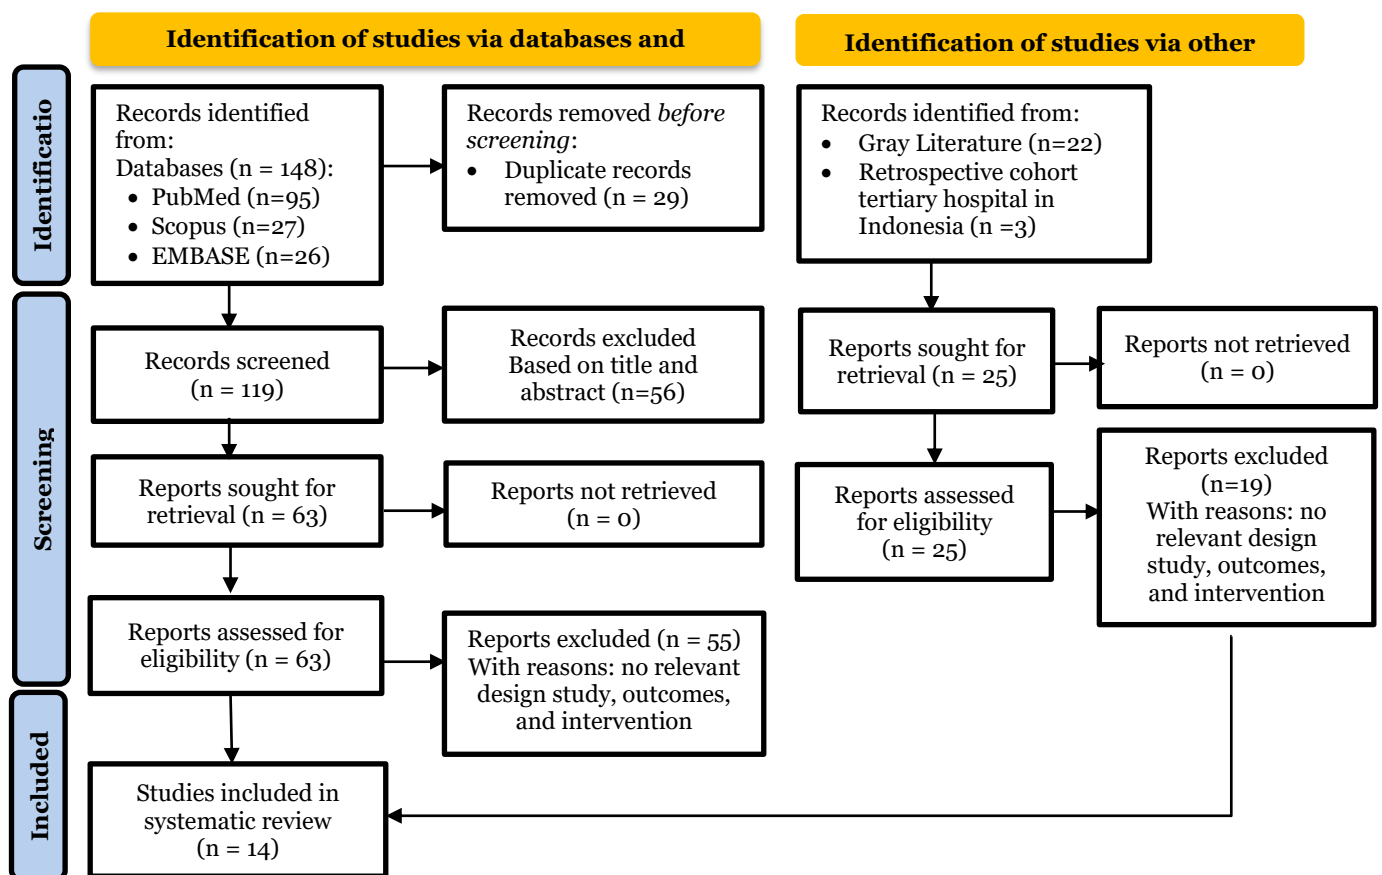 Identification of studies via databases and
Identification of studies via other
Identificatio
Records identified
from:
Databases (n = 148):
• PubMed (n=95)
• Scopus (n=27)
• EMBASE (n=26)
Records removed before
screening:
• Duplicate records
removed (n = 29)
Records identified from:
• Gray Literature (n=22)
• Retrospective cohort
tertiary hospital in
Indonesia (n =3)
Screening
Records screened
(n = 119)
Records excluded
Based on title and
abstract (n=56)
Reports sought for
retrieval (n = 25)
Reports not retrieved
(n = 0)
Reports sought for
retrieval (n = 63)
Reports not retrieved
(n = 0)
Reports assessed
for eligibility
(n = 25)
Reports excluded
(n=19)
With reasons: no
relevant design
study, outcomes,
and intervention
Reports assessed for
eligibility (n = 63)
Reports excluded (n = 55)
With reasons: no relevant
design study, outcomes,
and intervention
Included
Studies included in
systematic review
(n = 14)